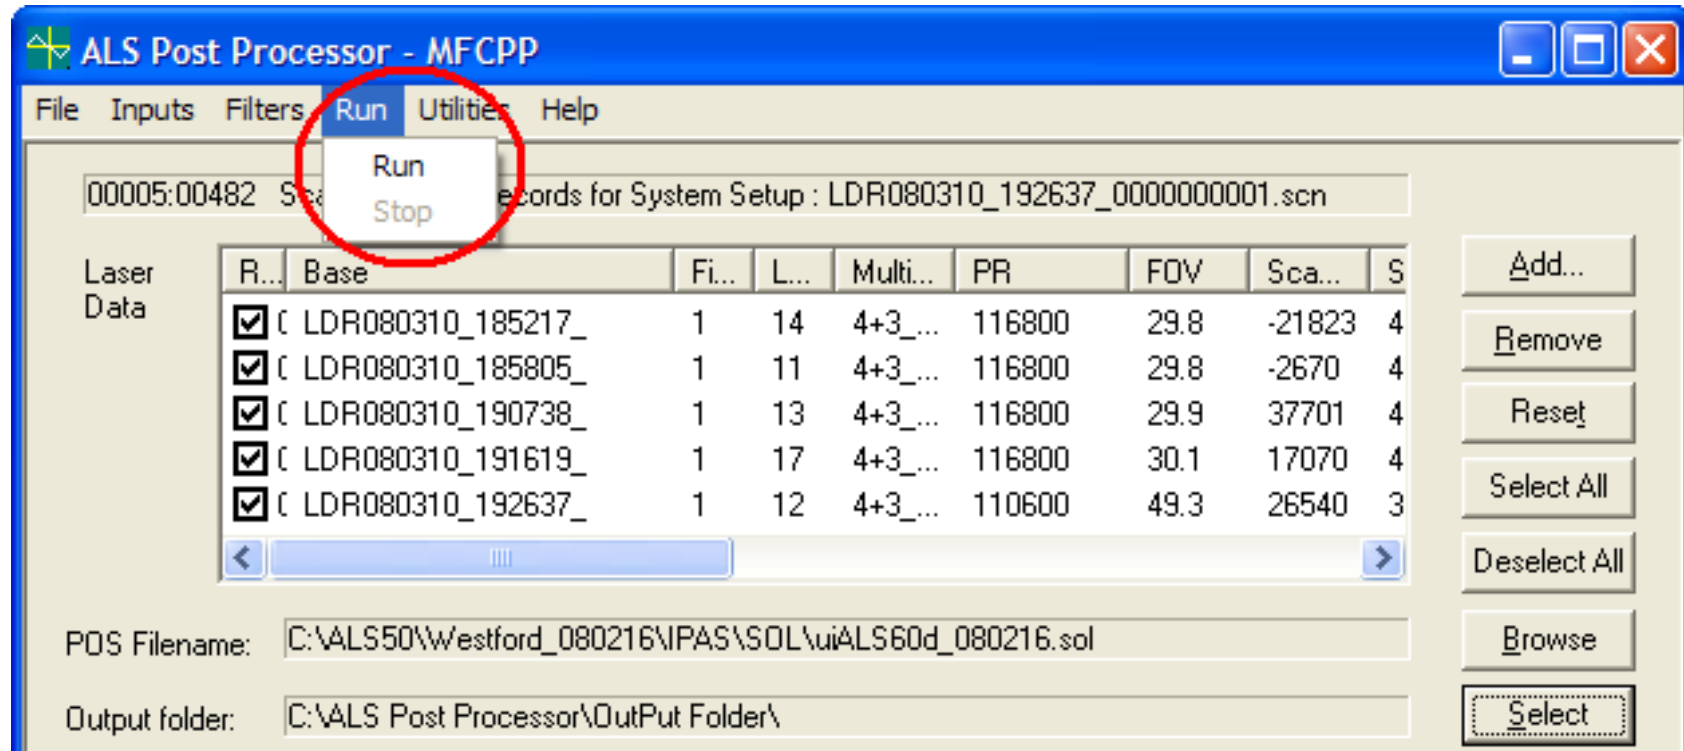 ALS Post Processor - MFCPP
File Inputs Filters Run Utilities Help
Run
Stop
00005:00482 Sca ecords for System Setup : LDR080310_192637_0000000001.scn
Laser Data
R... Base Fi... L... Multi... PR FOV Sca... S
LDR080310_185217_ 1 14 4+3_... 116800 29.8 -21823 4
LDR080310_185805_ 1 11 4+3_... 116800 29.8 -2670 4
LDR080310_190738_ 1 13 4+3_... 116800 29.9 37701 4
LDR080310_191619_ 1 17 4+3_... 116800 30.1 17070 4
LDR080310_192637_ 1 12 4+3_... 110600 49.3 26540 3
Add...
Remove
Reset
Select All
Deselect All
POS Filename: C:\ALS50\Westford_080216\IPAS\SOL\uiALS60d_080216.sol
Browse
Output folder: C:\ALS Post Processor\OutPut Folder\
Select